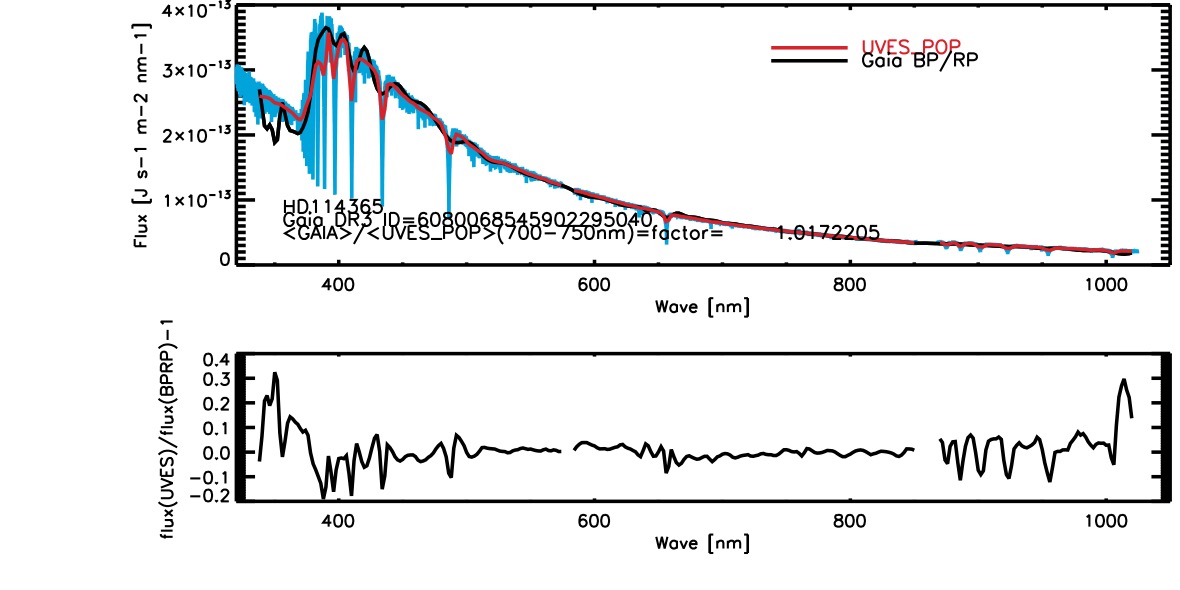 4×10−13
3×10−13
2×10−13
1×10−13
0
Flux [J s−1 m−2 nm−1]
UVES_POP
Gaia BP/RP
HD114365
Gaia DR3 ID=6080068545902295040
<GAIA>/<UVES_POP>(700−750nm)=factor= 1.0172205
400 600 800 1000
Wave [nm]
0.4
0.3
0.2
0.1
0.0
−0.1
−0.2
flux(UVES)/flux(BPRP)−1
400 600 800 1000
Wave [nm]